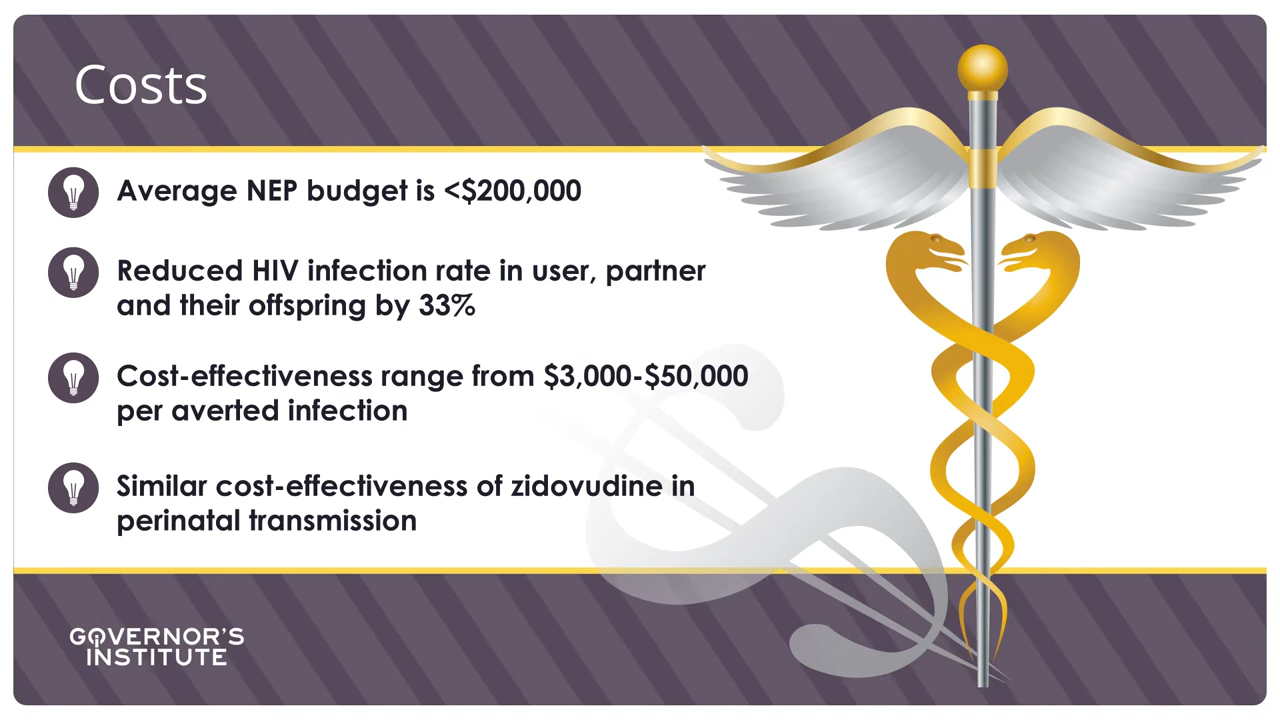 Costs
Average NEP budget is <$200,000
Reduced HIV infection rate in user, partner
and their offspring by 33%
Cost-effectiveness range from $3,000-$50,000
per averted infection
Similar cost-effectiveness of zidovudine in
perinatal transmission
GOVERNOR'S
INSTITUTE